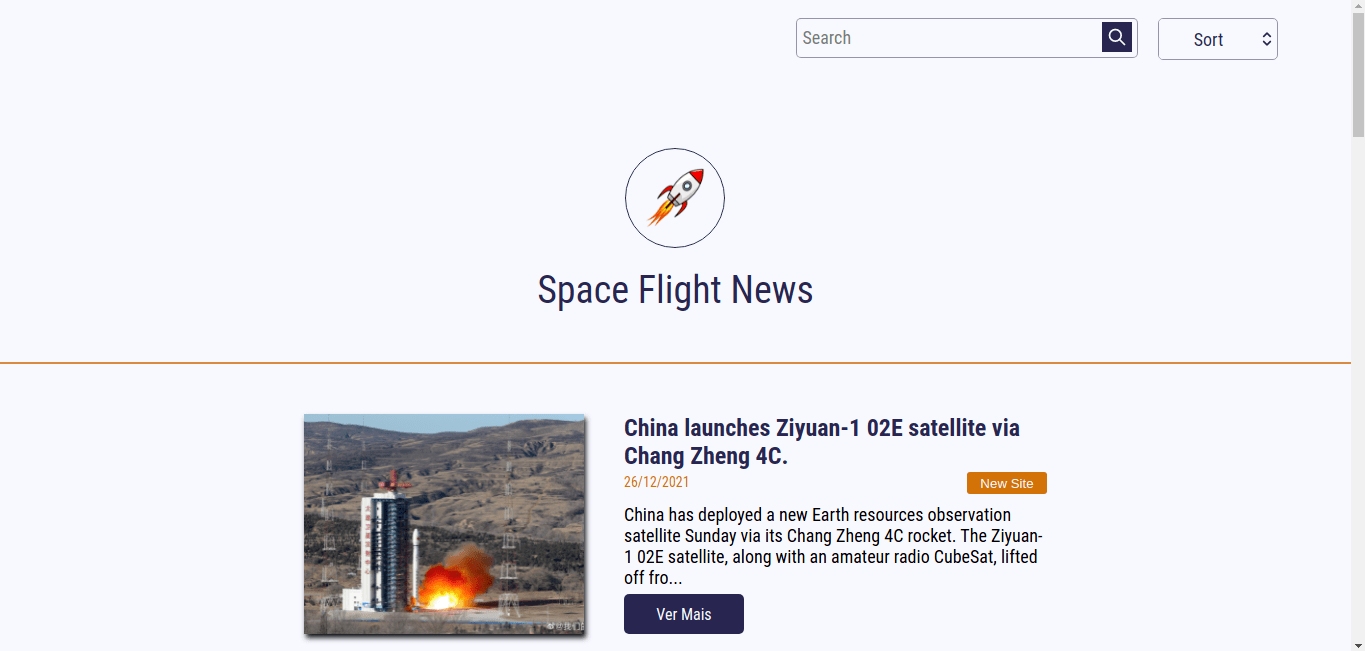 Search
Sort
Space Flight News
China launches Ziyuan-1 02E satellite via
Chang Zheng 4C.
26/12/2021
New Site
China has deployed a new Earth resources observation
satellite Sunday via its Chang Zheng 4C rocket. The Ziyuan-
1 02E satellite, along with an amateur radio CubeSat, lifted
off fro...
Ver Mais